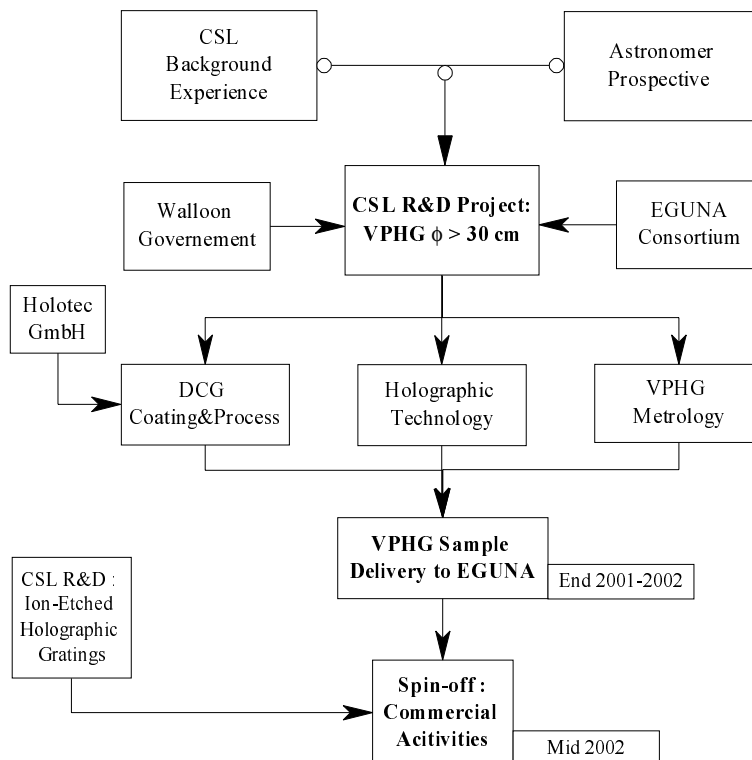 CSL
Background
Experience
Astronomer
Prospective
Walloon
Governement
CSL R&D Project:
VPHG ϕ > 30 cm
EGUNA
Consortium
Holotec
GmbH
DCG
Coating&Process
Holographic
Technology
VPHG
Metrology
VPHG Sample
Delivery to EGUNA
End 2001-2002
CSL R&D :
Ion-Etched
Holographic
Gratings
Spin-off :
Commercial
Acitivities
Mid 2002